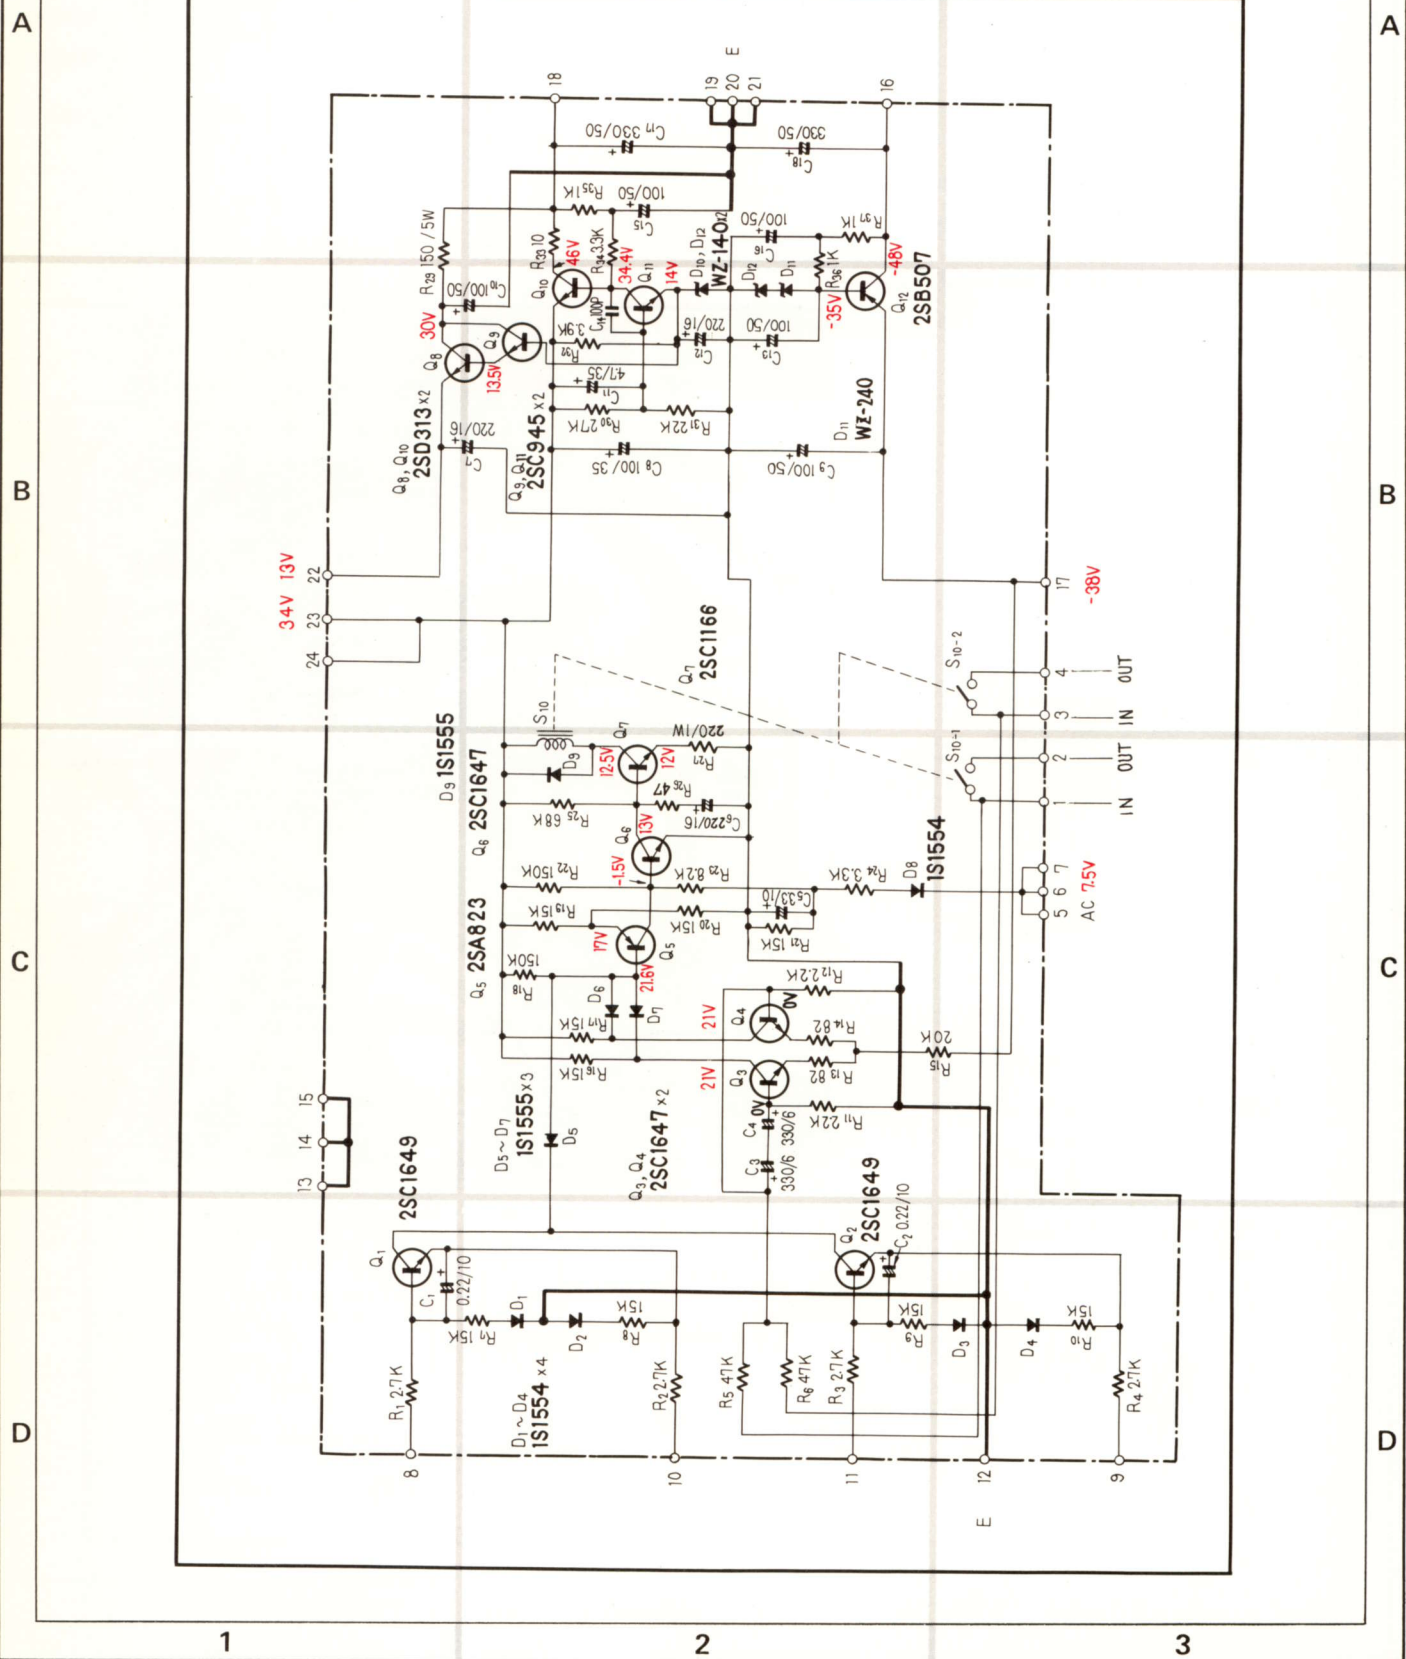 A
A
E
18
19
20
21
16
C17 330/50
330/50
C18
R35 1K
100/50
C15
100/50
C16
R37 1K
R29 150 / 5W
R33 10
46V
R34 3.3K
34.4V
Q11
14V
D10, D12
WZ-140x2
D12
D11
R36 1K
-48V
C10 100/50
Q10
C14 100P
-35V
Q12
2SB507
30V
Q9
3.9K
R32
220/16
C12
100/50
C13
Q8
13.5V
4.7/35
C11
Q8, Q10
2SD313 x2
220/16
C7
Q9, Q11
2SC945 x2
R30 27K
R31 22K
D11
WZ-240
C8 100/35
C9 100/50
B
B
34V 13V
22
23
24
17
-38V
Q7
2SC1166
S10-2
4
OUT
3
IN
D9 1S1555
S10
Q7
220/1W
R27
S10-1
2
OUT
1
IN
D9
12.5V
12V
Q6 2SC1647
R25 68K
R26 47
C6 220/16
Q6
13V
D8
1S1554
R22 150K
-1.5V
R23 8.2K
R24 3.3K
7
6
5
AC 7.5V
Q5 2SA823
R19 15K
17V
R20 15K
C5 33/10
R21 15K
Q5
C
C
150K
R18
D6
D7
21.6V
R12 2.2K
0V
R17 15K
21V
Q4
R14 82
20K
R15
R16 15K
21V
Q3
R13 82
15
14
13
D5~D7
1S1555 x3
D5
Q3, Q4
2SC1647 x2
0V
C4
330/6
R11 22K
C3
330/6
2SC1649
2SC1649
Q1
Q2
C2 0.22/10
C1
0.22/10
R7 15K
D1
D2
15K
R8
15K
R9
D3
D4
15K
R10
R1 2.7K
D1~D4
1S1554 x4
R2 2.7K
R5 47K
R6 47K
R3 2.7K
R4 2.7K
D
D
8
10
11
12
9
E
1
2
3